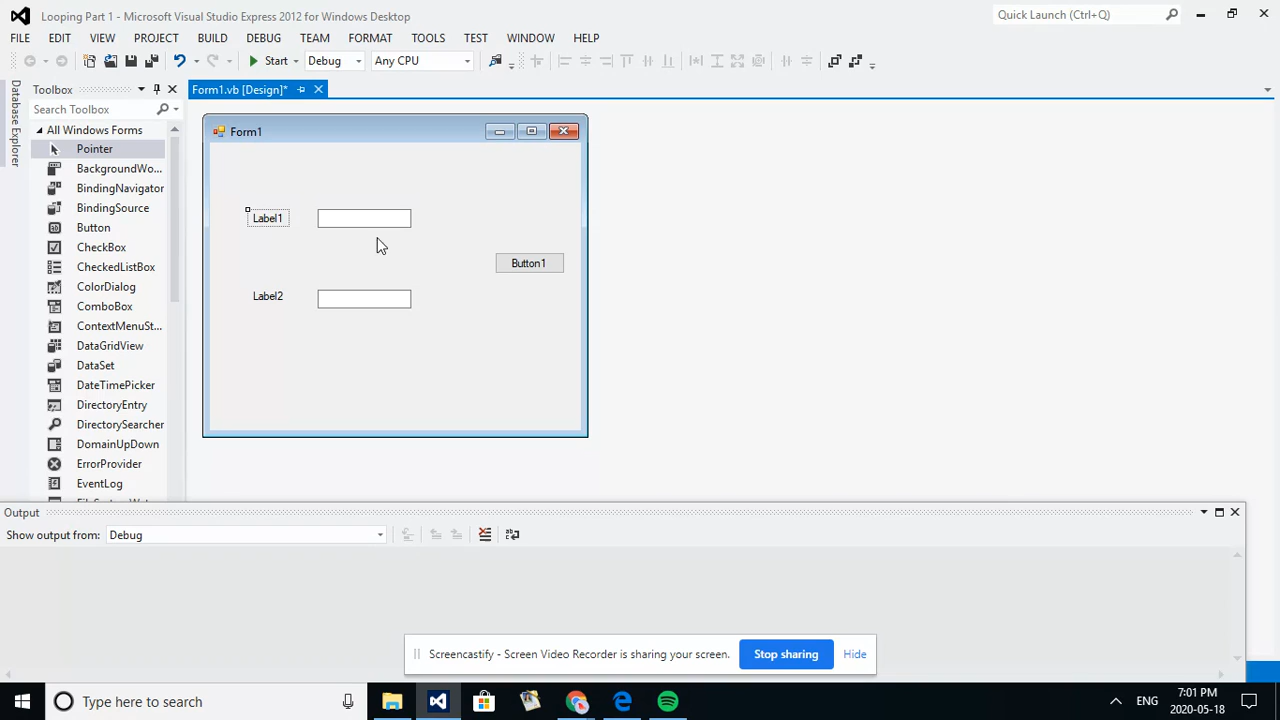 Looping Part 1 - Microsoft Visual Studio Express 2012 for Windows Desktop
Quick Launch (Ctrl+Q)
FILE EDIT VIEW PROJECT BUILD DEBUG TEAM FORMAT TOOLS TEST WINDOW HELP
Start Debug Any CPU
Database Explorer
Toolbox
Form1.vb [Design]*
Search Toolbox
All Windows Forms
Pointer
BackgroundWo...
BindingNavigator
BindingSource
Button
CheckBox
CheckedListBox
ColorDialog
ComboBox
ContextMenuSt...
DataGridView
DataSet
DateTimePicker
DirectoryEntry
DirectorySearcher
DomainUpDown
ErrorProvider
EventLog
Form1
Label1
Button1
Label2
Output
Show output from: Debug
Screencastify - Screen Video Recorder is sharing your screen.
Stop sharing
Hide
Type here to search
ENG
7:01 PM
2020-05-18